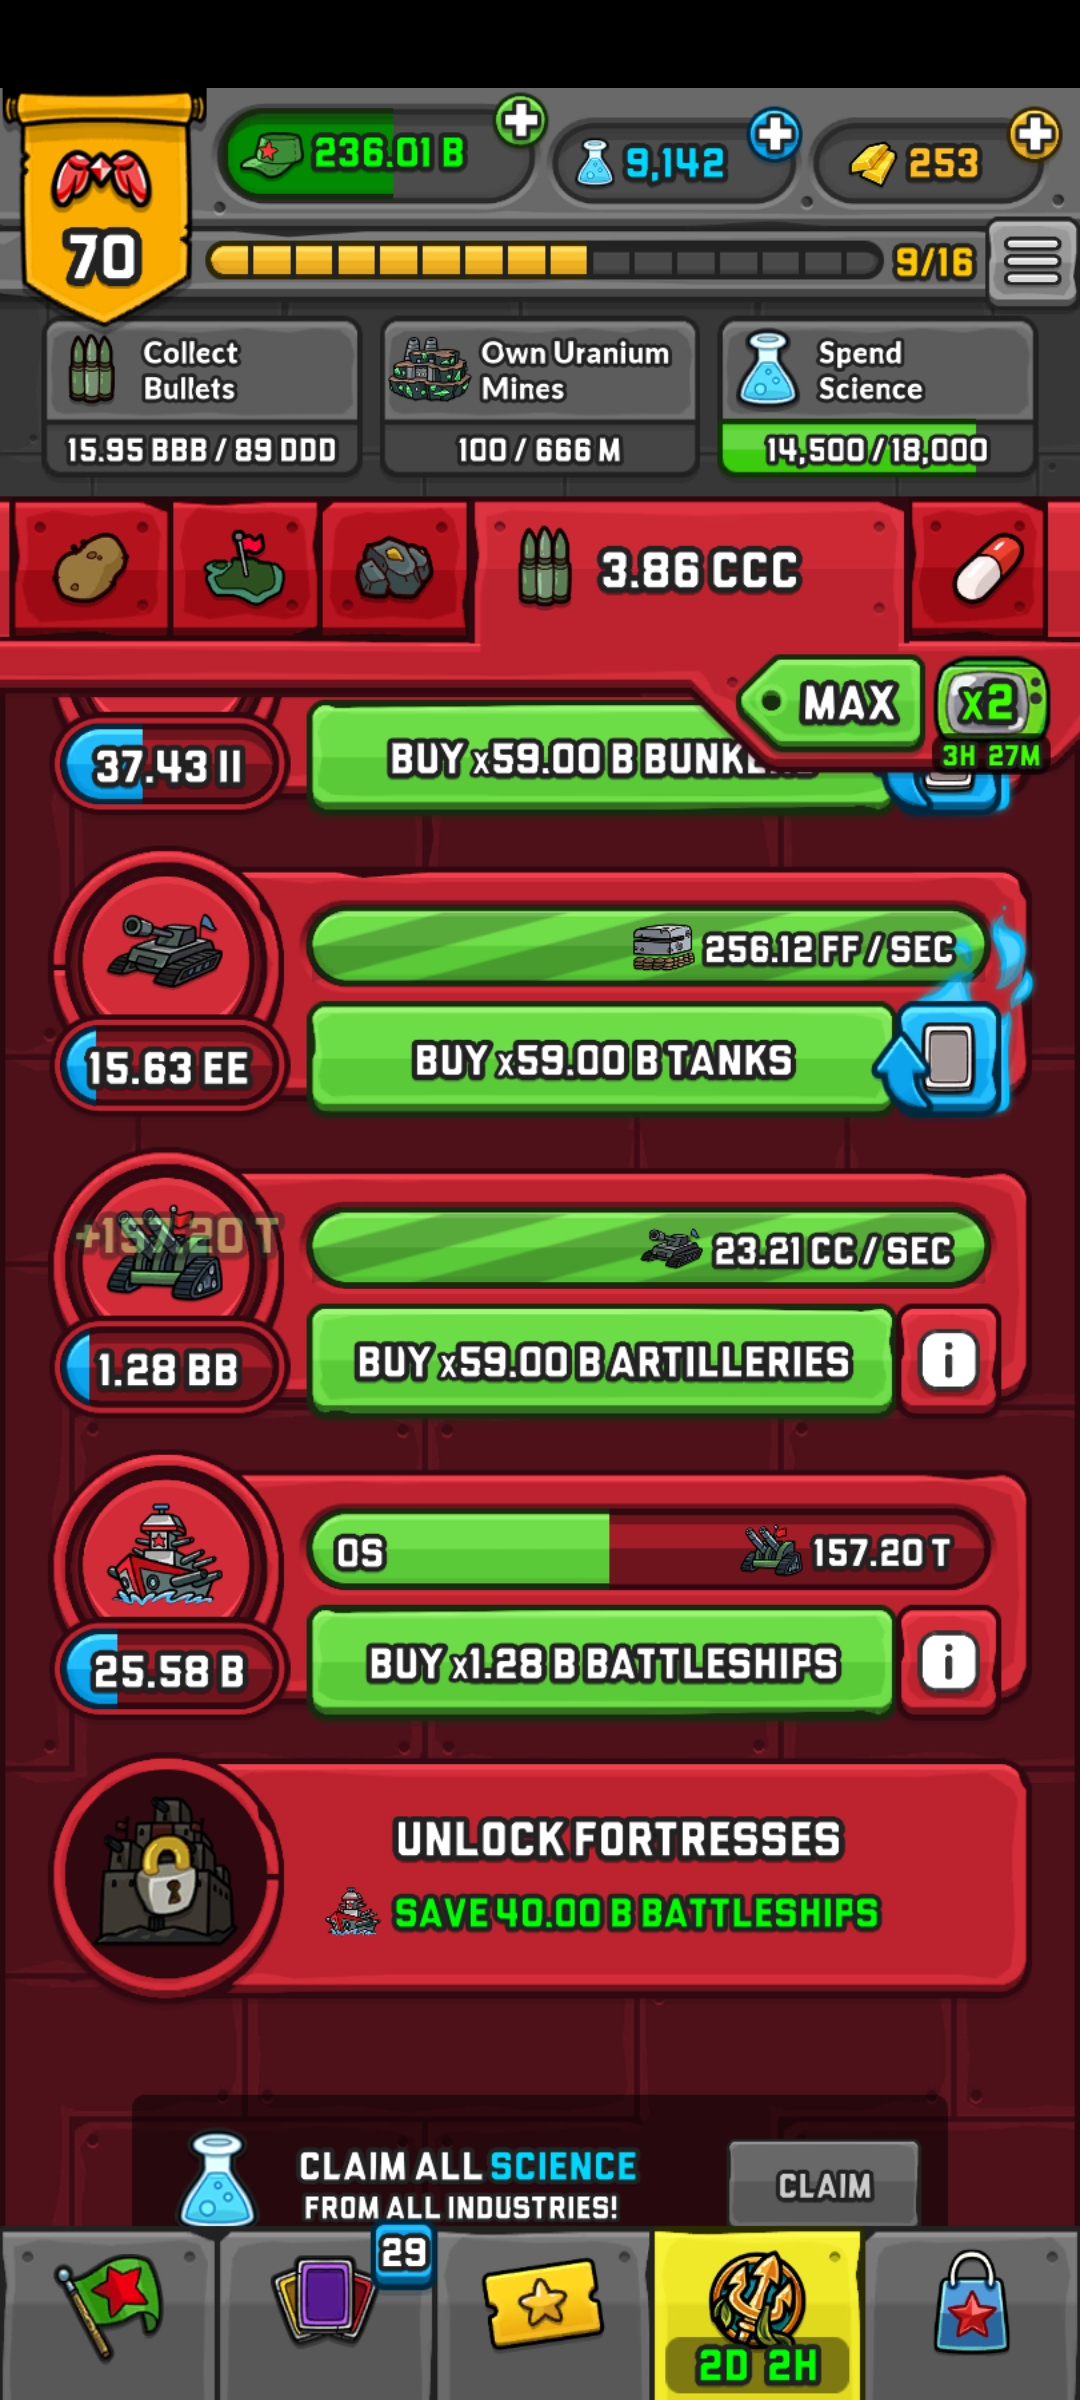 236.01 B
9,142
253
70
9/16
Collect
Bullets
Own Uranium
Mines
Spend
Science
15.95 BBB / 89 DDD
100 / 666 M
14,500 / 18,000
3.86 CCC
MAX
x2
3H 27M
37.43 II
BUY x59.00 B
256.12 FF / SEC
15.63 EE
BUY x59.00 B TANKS
+157.20 T
23.21 CC / SEC
1.28 BB
BUY x59.00 B ARTILLERIES
i
0S
157.20 T
25.58 B
BUY x1.28 B BATTLESHIPS
i
UNLOCK FORTRESSES
SAVE 40.00 B BATTLESHIPS
CLAIM ALL SCIENCE
FROM ALL INDUSTRIES!
CLAIM
29
2D 2H